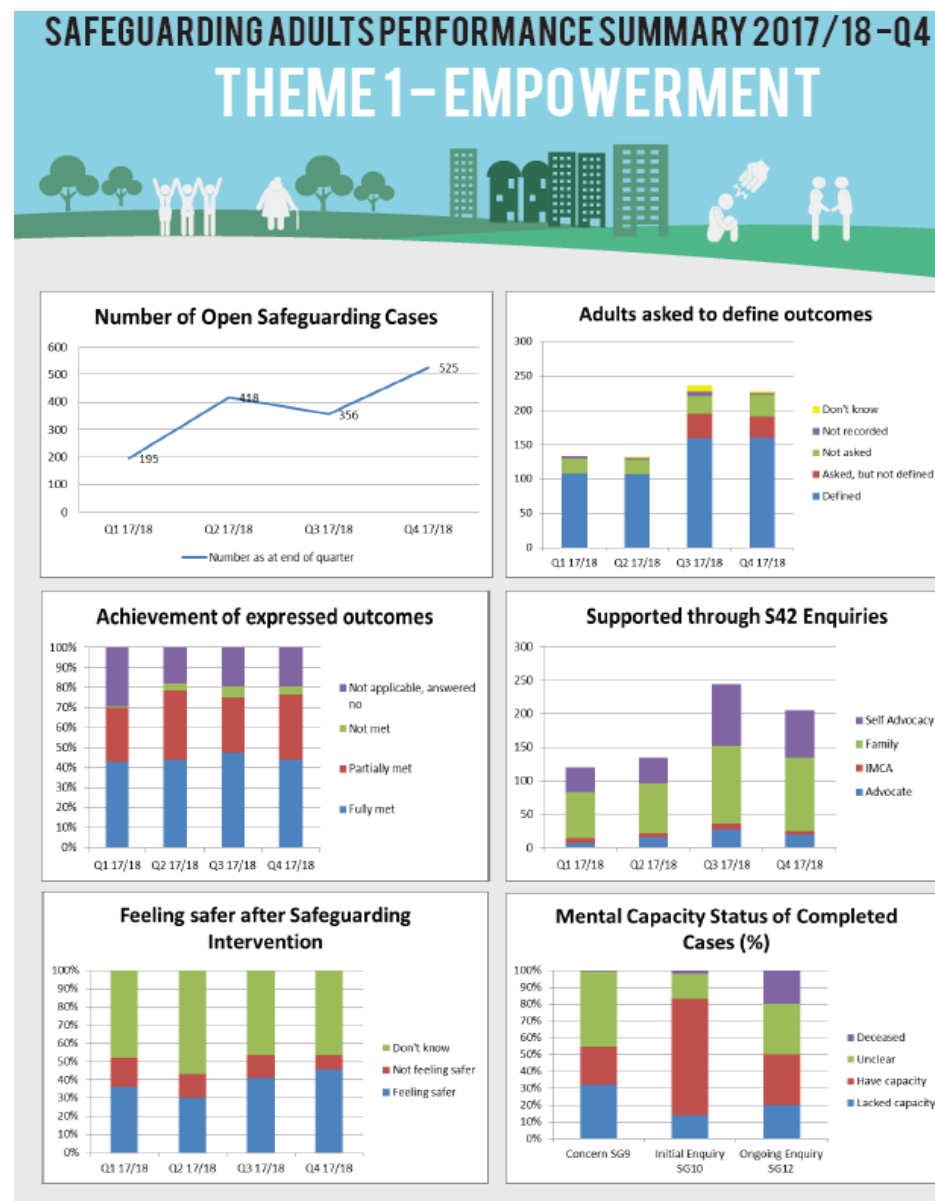 SAFEGUARDING ADULTS PERFORMANCE SUMMARY 2017/18 – Q4
THEME 1 – EMPOWERMENT
Number of Open Safeguarding Cases
600
500
400
300
200
100
0
195
418
356
525
Q1 17/18 Q2 17/18 Q3 17/18 Q4 17/18
Number as at end of quarter
Adults asked to define outcomes
300
250
200
150
100
50
0
Q1 17/18 Q2 17/18 Q3 17/18 Q4 17/18
Don't know
Not recorded
Not asked
Asked, but not defined
Defined
Achievement of expressed outcomes
100%
90%
80%
70%
60%
50%
40%
30%
20%
10%
0%
Q1 17/18 Q2 17/18 Q3 17/18 Q4 17/18
Not applicable, answered
no
Not met
Partially met
Fully met
Supported through S42 Enquiries
300
250
200
150
100
50
0
Q1 17/18 Q2 17/18 Q3 17/18 Q4 17/18
Self Advocacy
Family
IMCA
Advocate
Feeling safer after Safeguarding
Intervention
100%
90%
80%
70%
60%
50%
40%
30%
20%
10%
0%
Q1 17/18 Q2 17/18 Q3 17/18 Q4 17/18
Don't know
Not feeling safer
Feeling safer
Mental Capacity Status of Completed
Cases (%)
100%
90%
80%
70%
60%
50%
40%
30%
20%
10%
0%
Concern SG9 Initial Enquiry Ongoing Enquiry
SG10 SG12
Deceased
Unclear
Have capacity
Lacked capacity